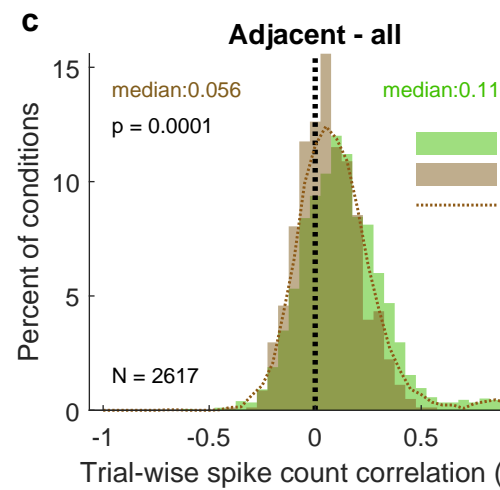 c
Adjacent - all
15
median:0.056
median:0.11
p = 0.0001
10
Percent of conditions
5
N = 2617
0
-1
-0.5
0
0.5
Trial-wise spike count correlation (